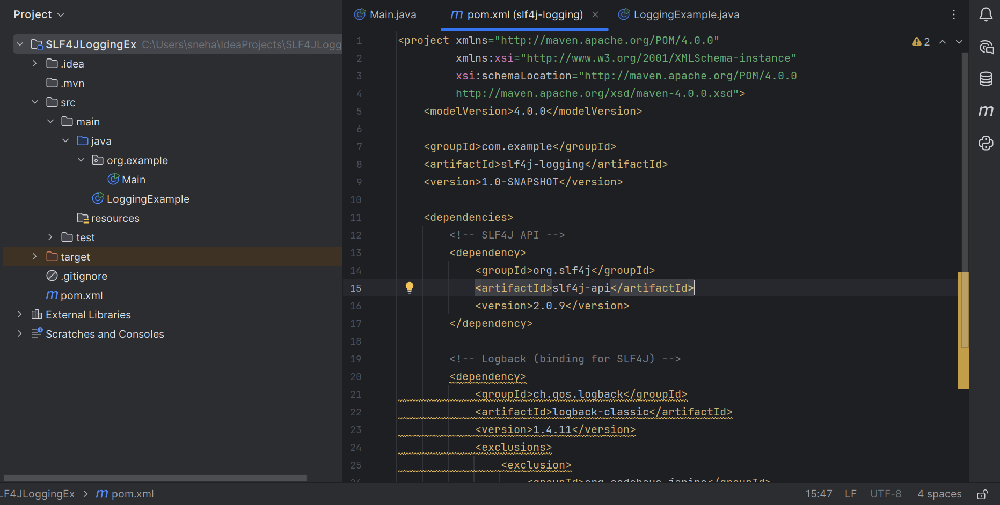 Project
SLF4JLoggingEx C:\Users\sneha\IdeaProjects\SLF4JLogg
.idea
.mvn
src
main
java
org.example
Main
LoggingExample
resources
test
target
.gitignore
pom.xml
External Libraries
Scratches and Consoles
Main.java
pom.xml (slf4j-logging)
LoggingExample.java
2
1 <project xmlns="http://maven.apache.org/POM/4.0.0"
2 xmlns:xsi="http://www.w3.org/2001/XMLSchema-instance"
3 xsi:schemaLocation="http://maven.apache.org/POM/4.0.0
4 http://maven.apache.org/xsd/maven-4.0.0.xsd">
5 <modelVersion>4.0.0</modelVersion>
6
7 <groupId>com.example</groupId>
8 <artifactId>slf4j-logging</artifactId>
9 <version>1.0-SNAPSHOT</version>
10
11 <dependencies>
12 <!-- SLF4J API -->
13 <dependency>
14 <groupId>org.slf4j</groupId>
15 <artifactId>slf4j-api</artifactId>
16 <version>2.0.9</version>
17 </dependency>
18
19 <!-- Logback (binding for SLF4J) -->
20 <dependency>
21 <groupId>ch.qos.logback</groupId>
22 <artifactId>logback-classic</artifactId>
23 <version>1.4.11</version>
24 <exclusions>
25 <exclusion>
26 <groupId>org.codehaus.janino</groupId>
LF4JLoggingEx
pom.xml
15:47
LF
UTF-8
4 spaces